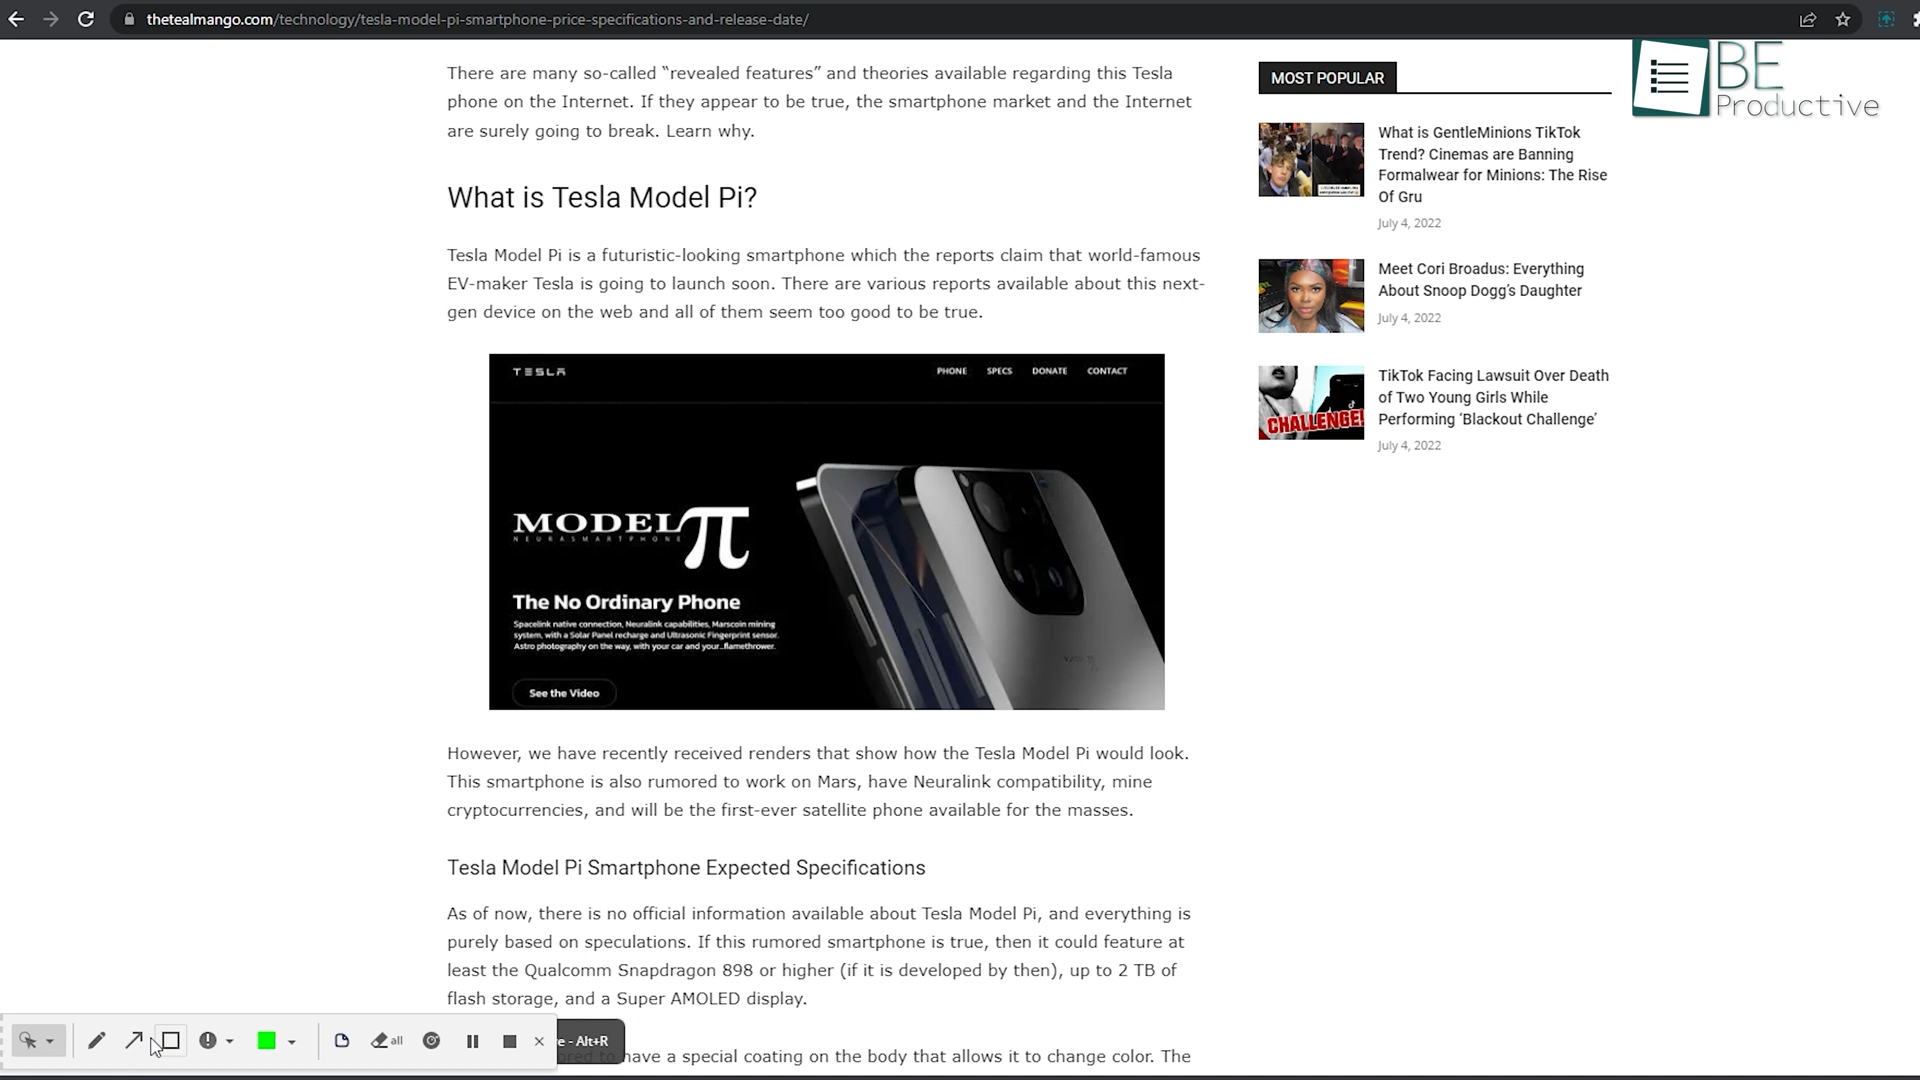 thetealmango.com/technology/tesla-model-pi-smartphone-price-specifications-and-release-date/
BE
Productive
There are many so-called “revealed features” and theories available regarding this Tesla
phone on the Internet. If they appear to be true, the smartphone market and the Internet
are surely going to break. Learn why.
What is Tesla Model Pi?
Tesla Model Pi is a futuristic-looking smartphone which the reports claim that world-famous
EV-maker Tesla is going to launch soon. There are various reports available about this next-
gen device on the web and all of them seem too good to be true.
TESLA
PHONE SPECS DONATE CONTACT
MODEL π
NEURASMARTPHONE
The No Ordinary Phone
Spacelink native connection, Neuralink capabilities, Marscoin mining
system, with a Solar Panel recharge and Ultrasonic Fingerprint sensor.
Astro photography on the way, with your car and your...flamethrower.
See the Video
However, we have recently received renders that show how the Tesla Model Pi would look.
This smartphone is also rumored to work on Mars, have Neuralink compatibility, mine
cryptocurrencies, and will be the first-ever satellite phone available for the masses.
Tesla Model Pi Smartphone Expected Specifications
As of now, there is no official information available about Tesla Model Pi, and everything is
purely based on speculations. If this rumored smartphone is true, then it could feature at
least the Qualcomm Snapdragon 898 or higher (if it is developed by then), up to 2 TB of
flash storage, and a Super AMOLED display.
have a special coating on the body that allows it to change color. The
MOST POPULAR
What is GentleMinions TikTok
Trend? Cinemas are Banning
Formalwear for Minions: The Rise
Of Gru
July 4, 2022
Meet Cori Broadus: Everything
About Snoop Dogg’s Daughter
July 4, 2022
CHALLENGE!
TikTok Facing Lawsuit Over Death
of Two Young Girls While
Performing ‘Blackout Challenge’
July 4, 2022
all
e - Alt+R